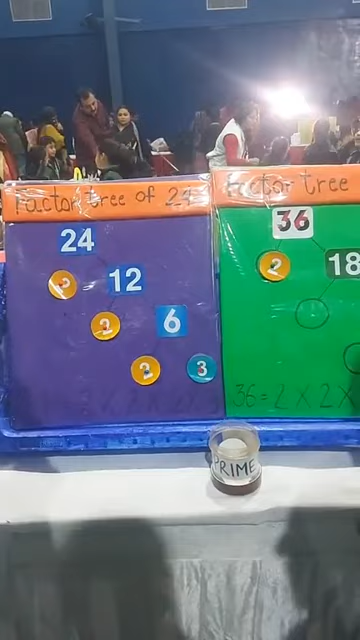 Factor tree of 24
24
2
12
2
6
2
3
Factor tree
36
2
18
36 = 2 X 2 X
PRIME